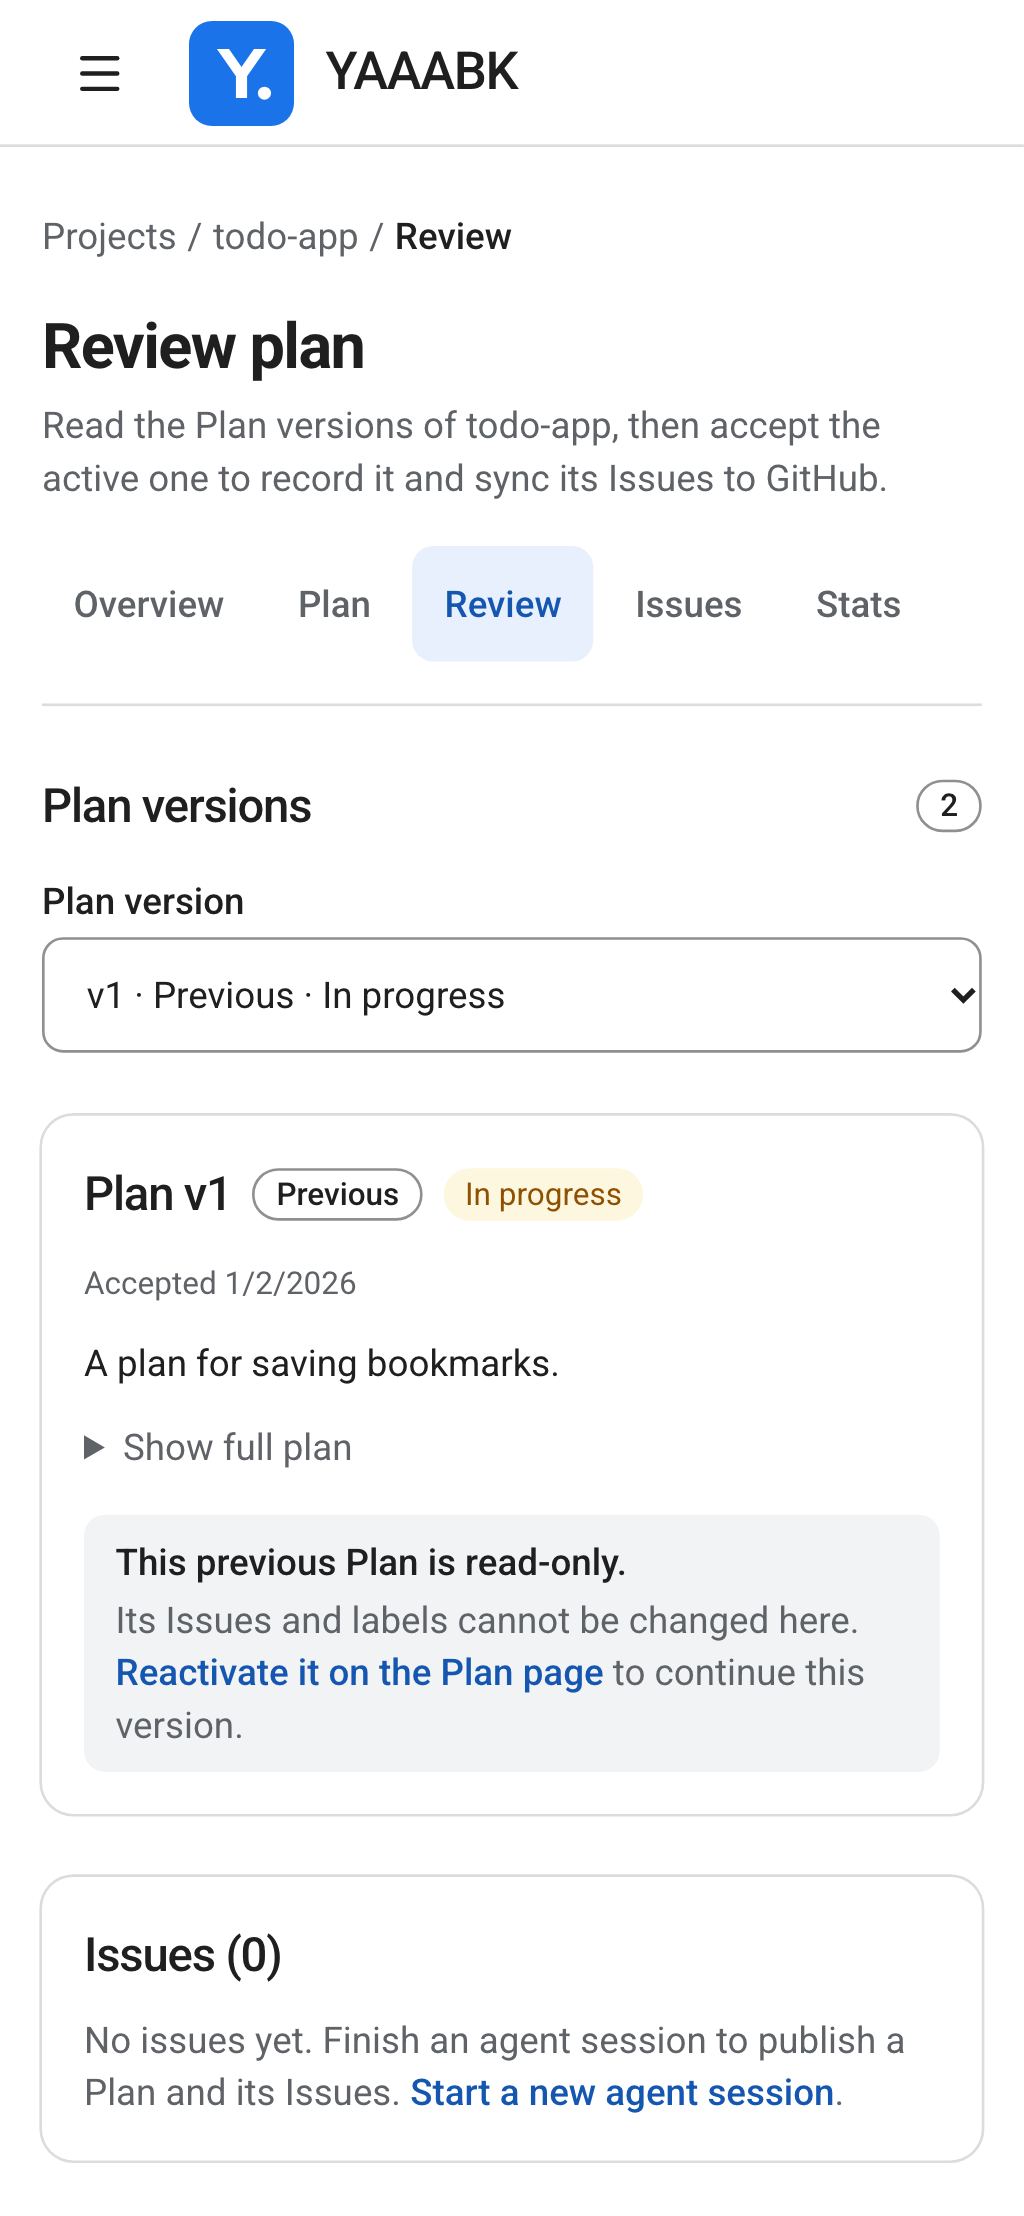 Y.
YAAABK
Projects / todo-app / Review
Review plan
Read the Plan versions of todo-app, then accept the
active one to record it and sync its Issues to GitHub.
Overview Plan Review Issues Stats
Plan versions 2
Plan version
v1 · Previous · In progress
Plan v1 Previous In progress
Accepted 1/2/2026
A plan for saving bookmarks.
Show full plan
This previous Plan is read-only.
Its Issues and labels cannot be changed here.
Reactivate it on the Plan page to continue this
version.
Issues (0)
No issues yet. Finish an agent session to publish a
Plan and its Issues. Start a new agent session.